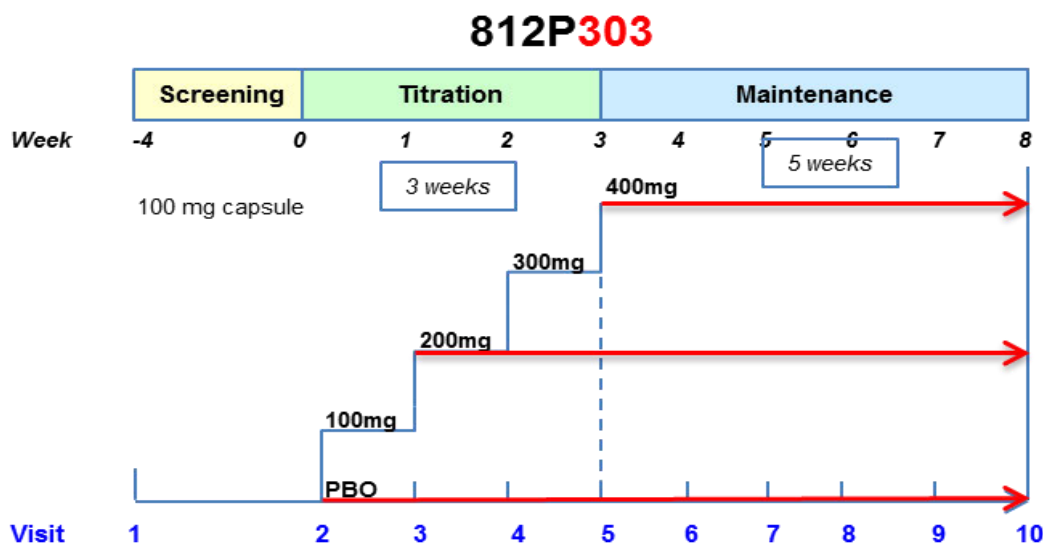 812P303
Screening Titration Maintenance
Week -4 0 1 2 3 4 5 6 7 8
3 weeks 5 weeks
100 mg capsule
400mg
300mg
200mg
100mg
PBO
Visit 1 2 3 4 5 6 7 8 9 10